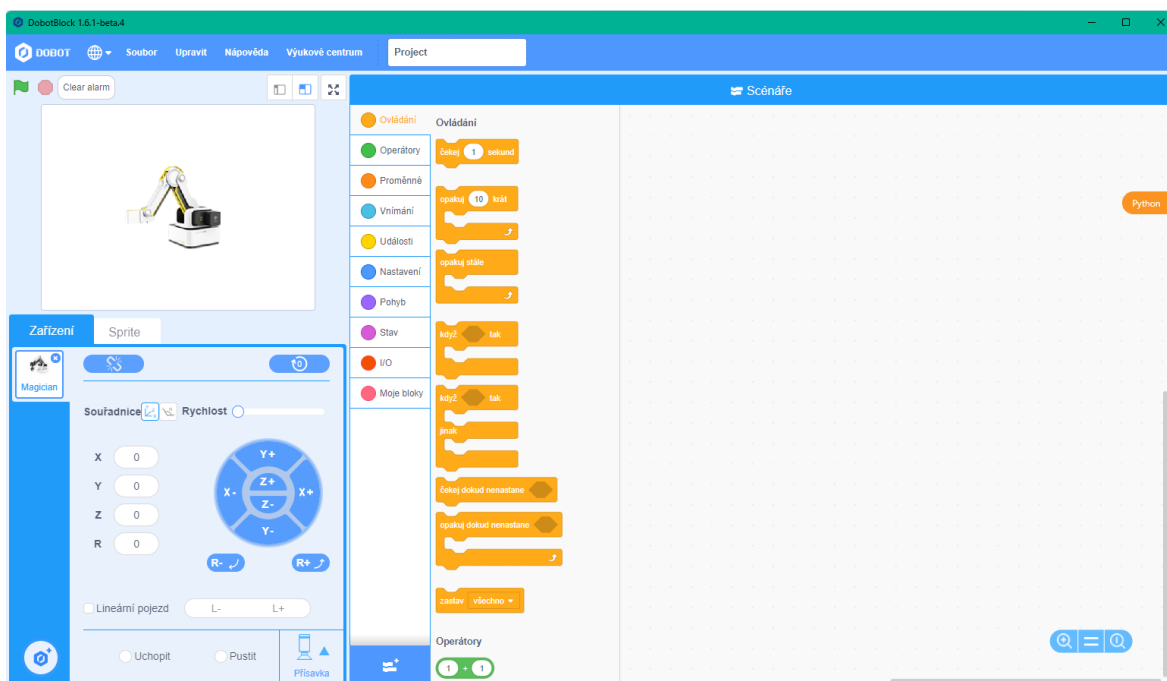 DobotBlock 1.6.1-beta.4
DOBOT Soubor Upravit Nápověda Výukové centrum Project
Clear alarm
Scénáře
Ovládání
Operátory
Proměnné
Vnímání
Události
Nastavení
Pohyb
Stav
I/O
Moje bloky
Ovládání
čekej 1 sekund
opakuj 10 krát
opakuj stále
když tak
když tak
jinak
čekej dokud nenastane
opakuj dokud nenastane
zastav všechno
Operátory
1 + 1
Python
Zařízení Sprite
Magician
Souřadnice Rychlost
X 0
Y 0
Z 0
R 0
Y+
X- Z+ X+
Z-
Y-
R- R+
Lineární pojezd L- L+
Uchopit Pustit Přísavka